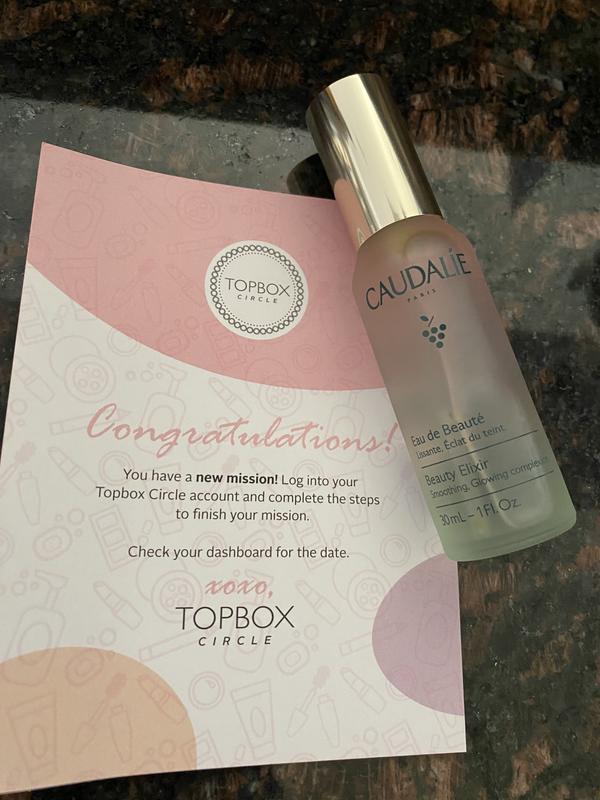 TOPBOX
CIRCLE
Congratulations!
You have a new mission! Log into your
Topbox Circle account and complete the steps
to finish your mission.
Check your dashboard for the date.
xoxo,
TOPBOX
CIRCLE
CAUDALÍE
PARIS
Eau de Beauté
Lissante, Éclat du teint
Beauty Elixir
Smoothing, Glowing complexion
30mL – 1 Fl. Oz.